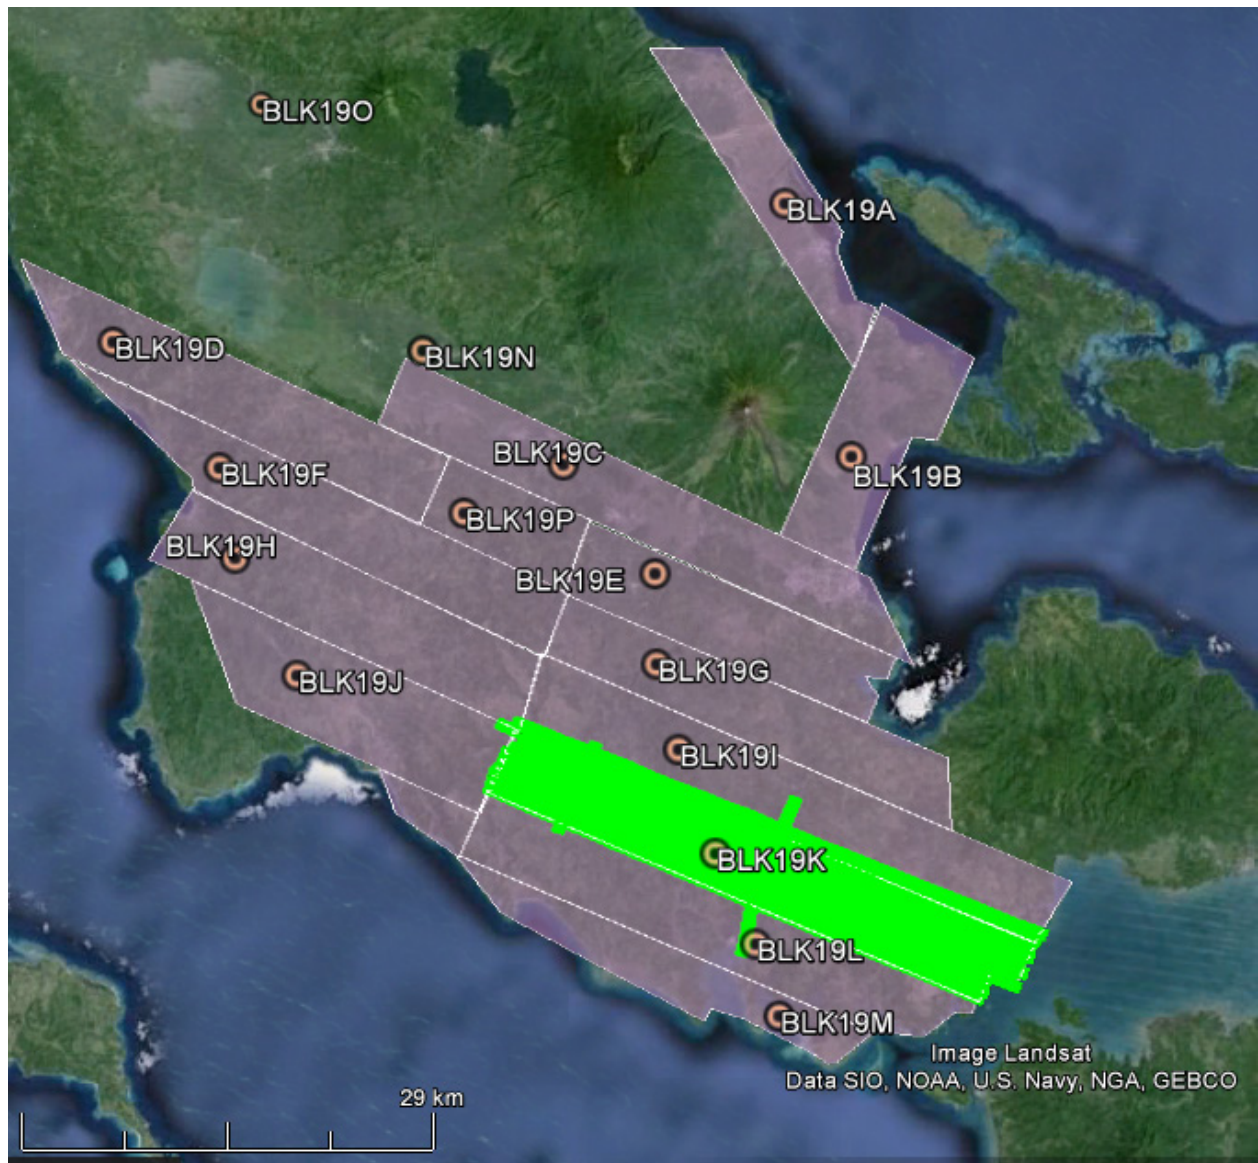 BLK19O
BLK19A
BLK19D
BLK19N
BLK19C
BLK19F
BLK19B
BLK19P
BLK19H
BLK19E
BLK19G
BLK19J
BLK19I
BLK19K
BLK19L
BLK19M
Image Landsat
Data SIO, NOAA, U.S. Navy, NGA, GEBCO
29 km